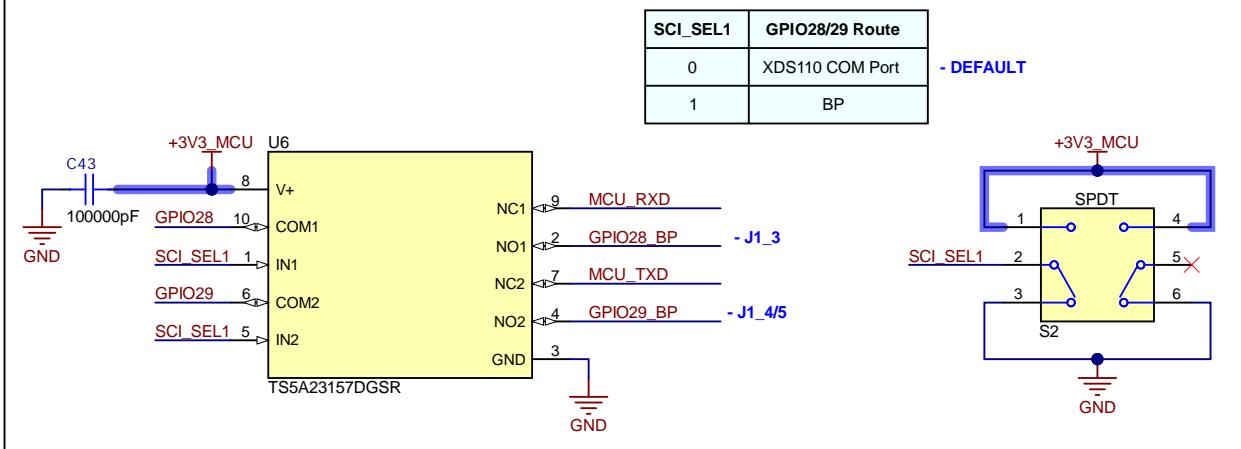 SCI_SEL1 GPIO28/29 Route
0 XDS110 COM Port - DEFAULT
1 BP
+3V3_MCU
U6
C43
100000pF
GND
8 V+
GPIO28 10 COM1
SCI_SEL1 1 IN1
GPIO29 6 COM2
SCI_SEL1 5 IN2
NC1 9 MCU_RXD
NO1 2 GPIO28_BP - J1_3
NC2 7 MCU_TXD
NO2 4 GPIO29_BP - J1_4/5
GND 3
TS5A23157DGSR
GND
+3V3_MCU
SPDT
1 4
SCI_SEL1 2 5
3 6
S2
GND